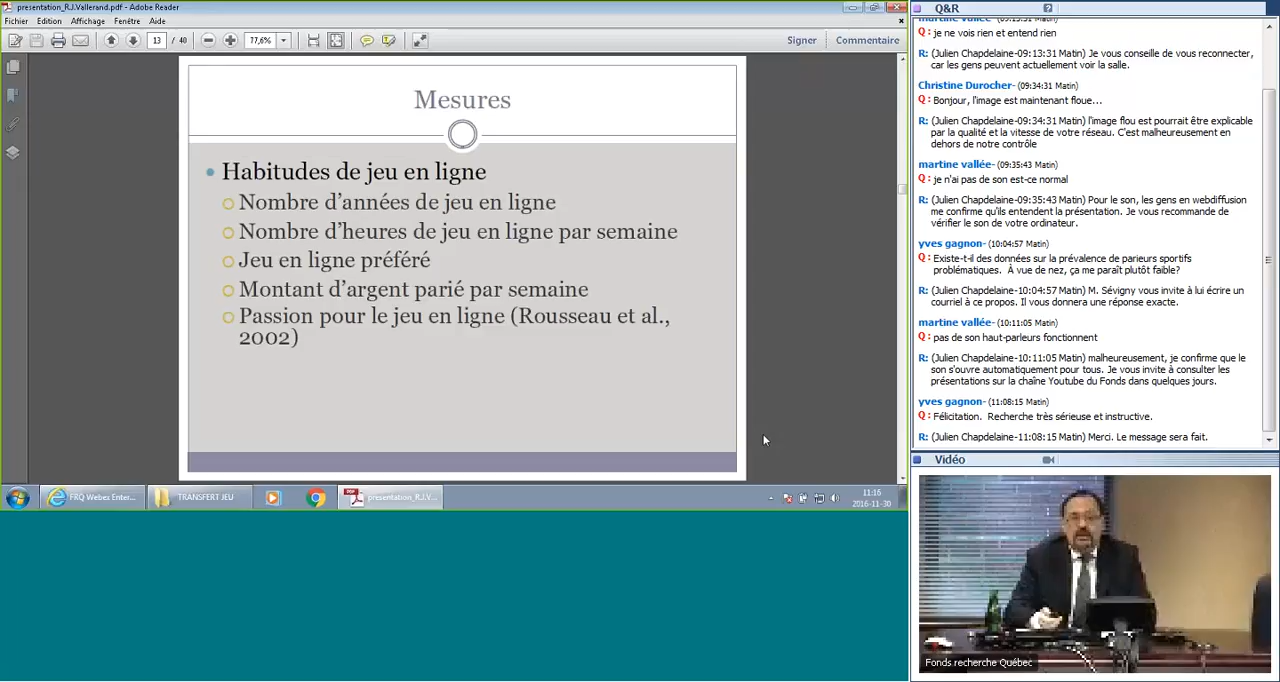 presentation_R.J.Vallerand.pdf - Adobe Reader
Fichier Edition Affichage Fenêtre Aide
13 / 40 77,6% Signer Commentaire
Mesures
Habitudes de jeu en ligne
Nombre d'années de jeu en ligne
Nombre d'heures de jeu en ligne par semaine
Jeu en ligne préféré
Montant d'argent parié par semaine
Passion pour le jeu en ligne (Rousseau et al.,
2002)
FRQ Webex Enter...
TRANSFERT JEU
presentation_R.J.V...
11:16
2016-11-30
Q&R
martine vallée- (09:13:31 Matin)
Q: je ne vois rien et entend rien
R: (Julien Chapdelaine-09:13:31 Matin) Je vous conseille de vous reconnecter,
car les gens peuvent actuellement voir la salle.
Christine Durocher- (09:34:31 Matin)
Q: Bonjour, l'image est maintenant floue...
R: (Julien Chapdelaine-09:34:31 Matin) l'image flou est pourrait être explicable
par la qualité et la vitesse de votre réseau. C'est malheureusement en
dehors de notre contrôle
martine vallée- (09:35:43 Matin)
Q: je n'ai pas de son est-ce normal
R: (Julien Chapdelaine-09:35:43 Matin) Pour le son, les gens en webdiffusion
me confirme qu'ils entendent la présentation. Je vous recommande de
vérifier le son de votre ordinateur.
yves gagnon- (10:04:57 Matin)
Q: Existe-t-il des données sur la prévalence de parieurs sportifs
problématiques. À vue de nez, ça me paraît plutôt faible?
R: (Julien Chapdelaine-10:04:57 Matin) M. Sévigny vous invite à lui écrire un
courriel à ce propos. Il vous donnera une réponse exacte.
martine vallée- (10:11:05 Matin)
Q: pas de son haut-parleurs fonctionnent
R: (Julien Chapdelaine-10:11:05 Matin) malheureusement, je confirme que le
son s'ouvre automatiquement pour tous. Je vous invite à consulter les
présentations sur la chaîne Youtube du Fonds dans quelques jours.
yves gagnon- (11:08:15 Matin)
Q: Félicitation. Recherche très sérieuse et instructive.
R: (Julien Chapdelaine-11:08:15 Matin) Merci. Le message sera fait.
Vidéo
Fonds recherche Québec